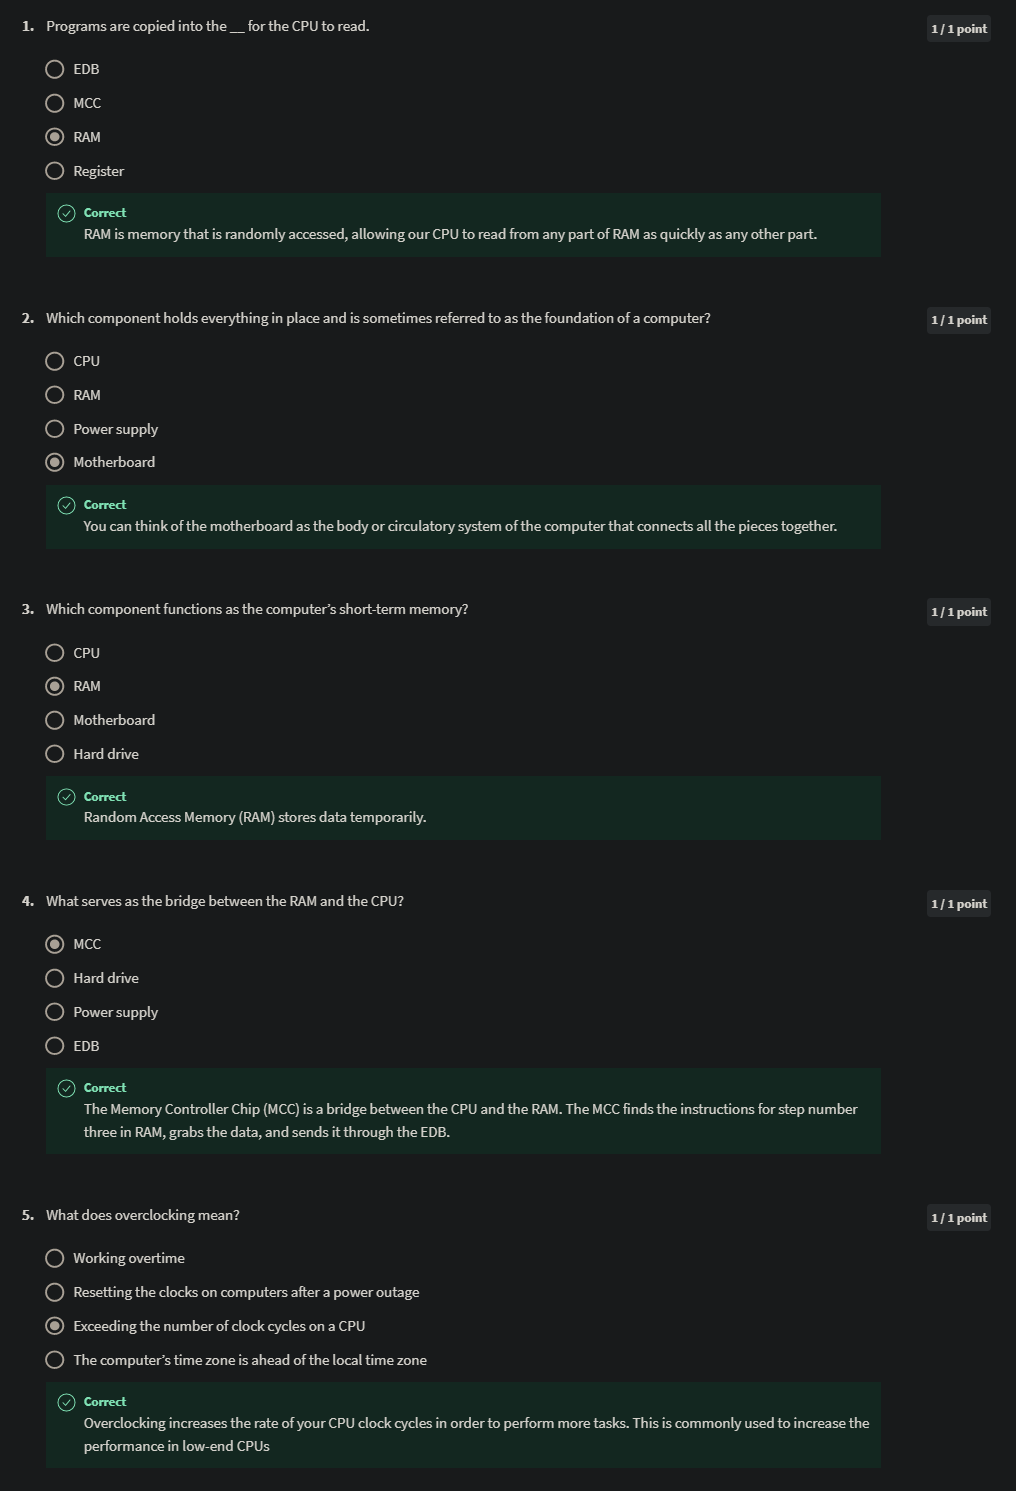 1. Programs are copied into the __ for the CPU to read.
1 / 1 point
EDB
MCC
RAM
Register
Correct
RAM is memory that is randomly accessed, allowing our CPU to read from any part of RAM as quickly as any other part.
2. Which component holds everything in place and is sometimes referred to as the foundation of a computer?
1 / 1 point
CPU
RAM
Power supply
Motherboard
Correct
You can think of the motherboard as the body or circulatory system of the computer that connects all the pieces together.
3. Which component functions as the computer’s short-term memory?
1 / 1 point
CPU
RAM
Motherboard
Hard drive
Correct
Random Access Memory (RAM) stores data temporarily.
4. What serves as the bridge between the RAM and the CPU?
1 / 1 point
MCC
Hard drive
Power supply
EDB
Correct
The Memory Controller Chip (MCC) is a bridge between the CPU and the RAM. The MCC finds the instructions for step number
three in RAM, grabs the data, and sends it through the EDB.
5. What does overclocking mean?
1 / 1 point
Working overtime
Resetting the clocks on computers after a power outage
Exceeding the number of clock cycles on a CPU
The computer’s time zone is ahead of the local time zone
Correct
Overclocking increases the rate of your CPU clock cycles in order to perform more tasks. This is commonly used to increase the
performance in low-end CPUs